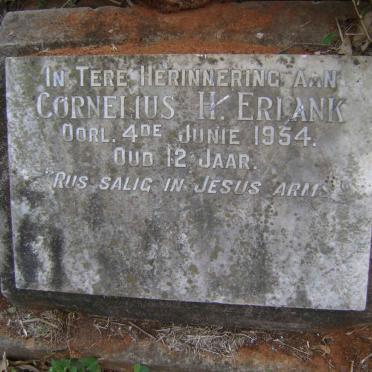 IN TERE HERINNERING AAN
CORNELIUS H. ERLANK
OORL. 4DE JUNIE 1954.
OUD 12 JAAR.
"RUS SALIG IN JESUS ARMS"